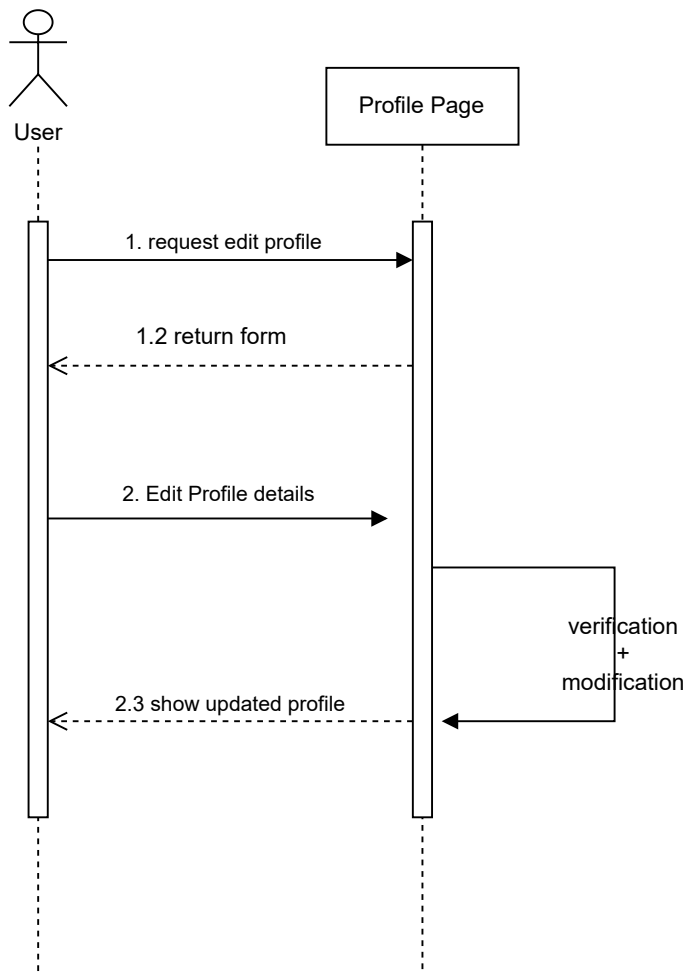 User
Profile Page
1. request edit profile
1.2 return form
2. Edit Profile details
verification
+
modification
2.3 show updated profile